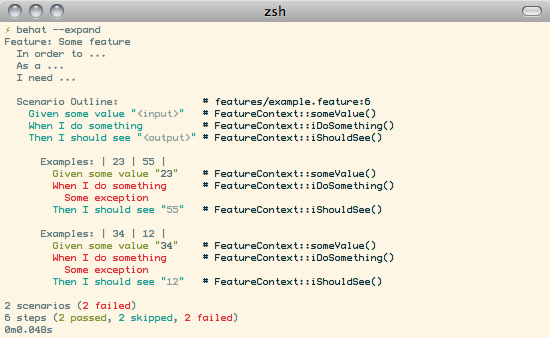 zsh
⚡ behat --expand
Feature: Some feature
In order to ...
As a ...
I need ...
Scenario Outline: # features/example.feature:6
Given some value "<input>" # FeatureContext::someValue()
When I do something # FeatureContext::iDoSomething()
Then I should see "<output>" # FeatureContext::iShouldSee()
Examples: | 23 | 55 |
Given some value "23" # FeatureContext::someValue()
When I do something # FeatureContext::iDoSomething()
Some exception
Then I should see "55" # FeatureContext::iShouldSee()
Examples: | 34 | 12 |
Given some value "34" # FeatureContext::someValue()
When I do something # FeatureContext::iDoSomething()
Some exception
Then I should see "12" # FeatureContext::iShouldSee()
2 scenarios (2 failed)
6 steps (2 passed, 2 skipped, 2 failed)
0m0.048s